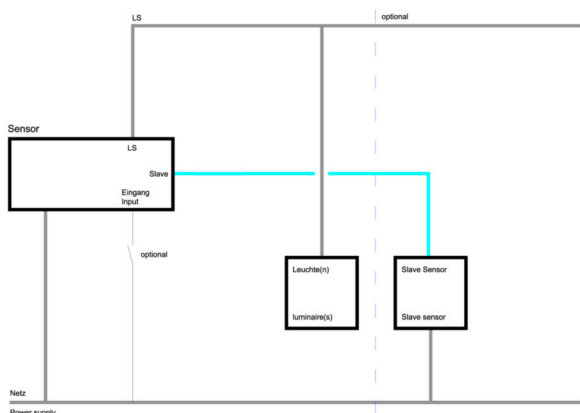 LS
optional
Sensor
LS
Slave
Eingang
Input
optional
Leuchte(n)
luminaire(s)
Slave Sensor
Slave sensor
Netz
Power supply